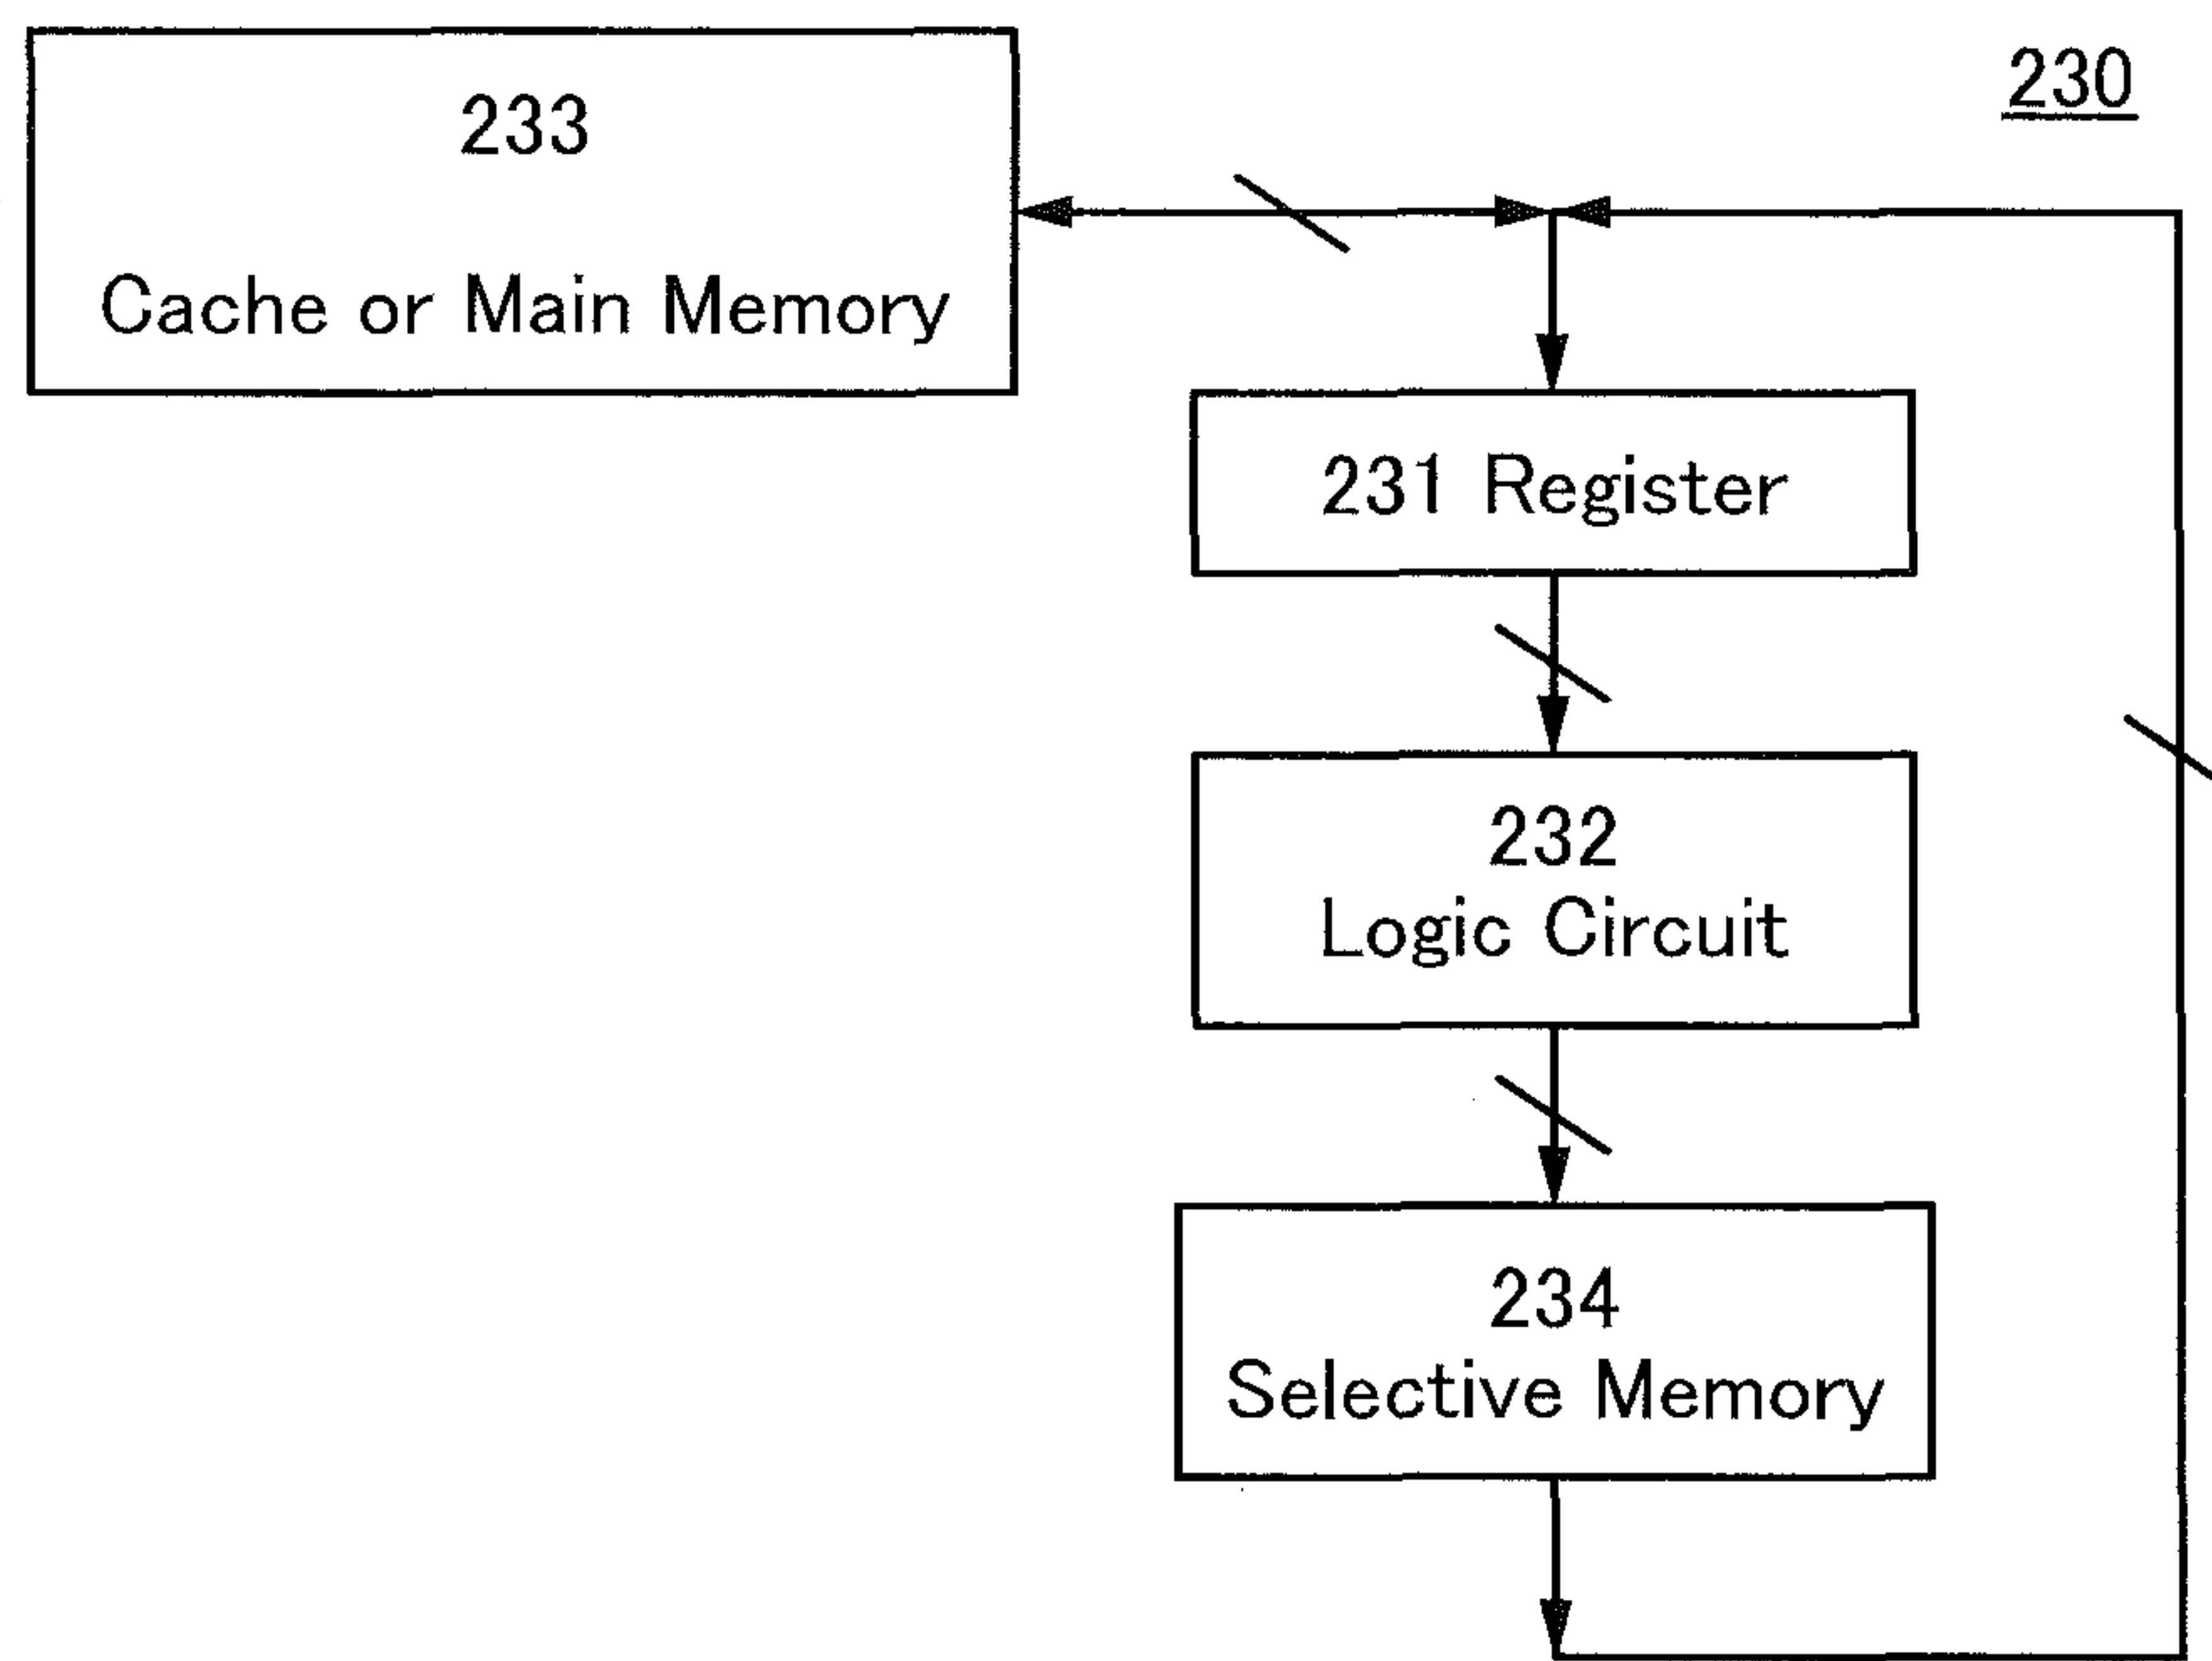 230
233
Cache or Main Memory
231 Register
232
Logic Circuit
234
Selective Memory